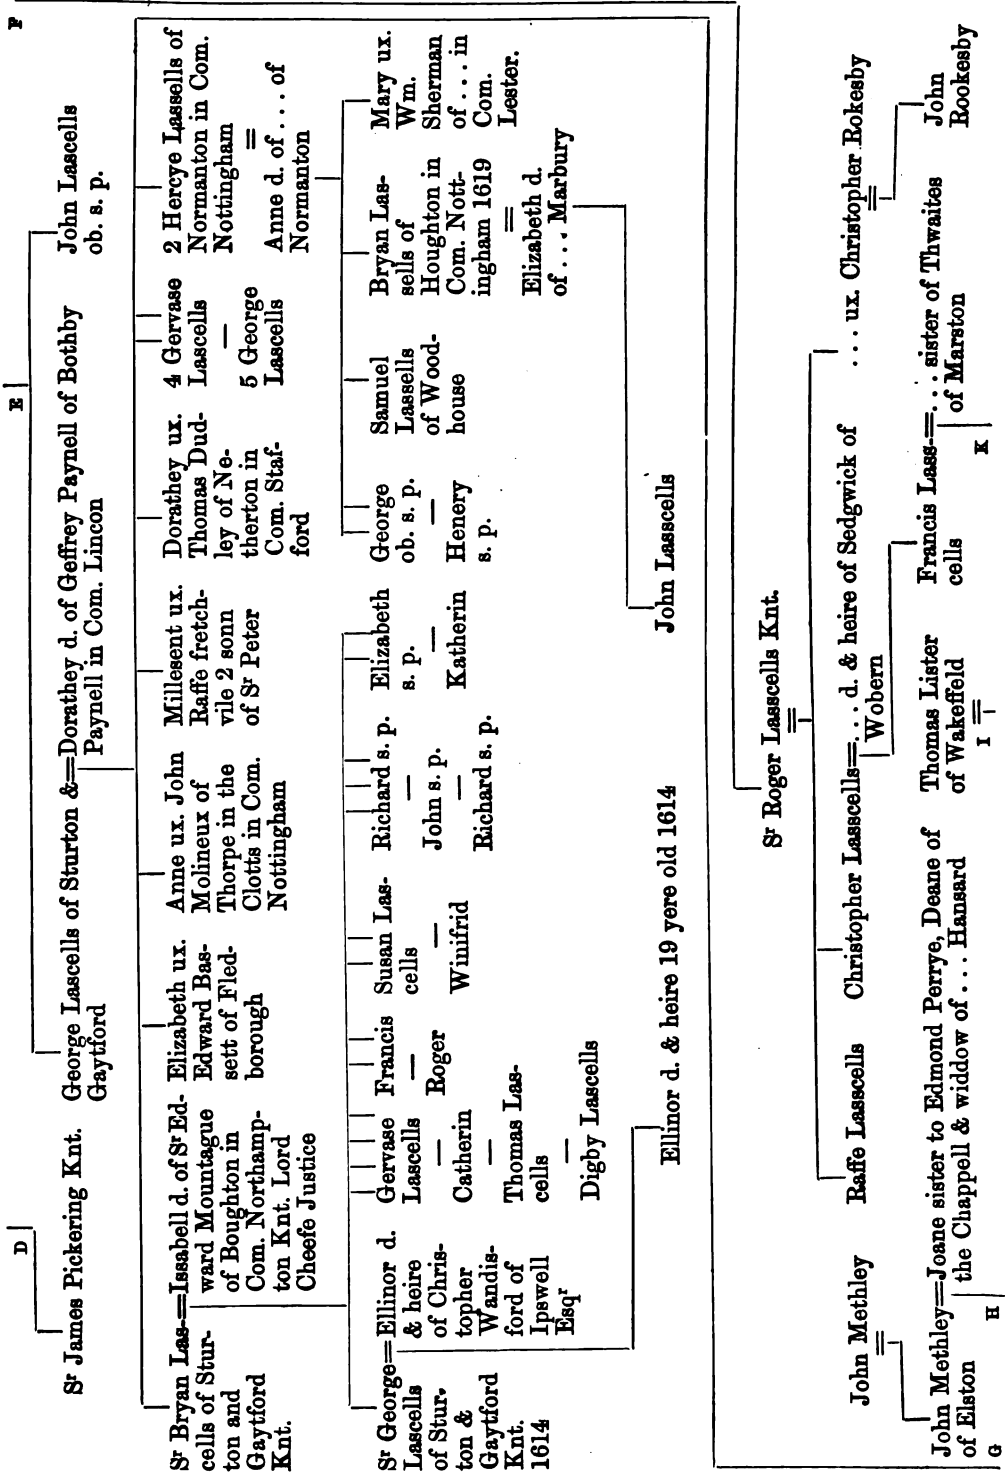 D
E
F
Sr James Pickering Knt.
George Lascells of Sturton &=Dorathey d. of Geffrey Paynell of Bothby
Gaytford
Paynell in Com. Lincon
John Lascells
ob. s. p.
Sr Bryan Las-=Issabell d. of Sr Ed-
cells of Stur-
ton and
Gaytford
Knt.
ward Mountague
of Boughton in
Com. Northamp-
ton Knt. Lord
Cheefe Justice
Elizabeth ux.
Edward Bas-
sett of Fled-
borough
Anne ux. John
Molineux of
Thorpe in the
Clotts in Com.
Nottingham
Millesent ux.
Raffe fretch-
vile 2 sonn
of Sr Peter
Dorathey ux.
Thomas Dud-
ley of Ne-
therton in
Com. Staf-
ford
4 Gervase
Lascells
—
5 George
Lascells
2 Hercye Lassells of
Normanton in Com.
Nottingham
=
Anne d. of . . . . of
Normanton
Sr George=Ellinor d.
Lascells
of Stur-
ton &
Gaytford
Knt.
1614
& heire
of Chris-
topher
Wandis-
ford of
Ipswell
Esqr
Gervase
Lascells
—
Catherin
—
Thomas Las-
cells
—
Digby Lascells
Francis
—
Roger
Susan Las-
cells
—
Winifrid
Richard s. p.
—
John s. p.
—
Richard s. p.
Elizabeth
s. p.
—
Katherin
George
ob. s. p.
—
Henery
s. p.
Samuel
Lassells
of Wood-
house
Bryan Las-
sells of
Houghton in
Com. Nott-
ingham 1619
=
Elizabeth d.
of . . . . Marbury
Mary ux.
Wm.
Sherman
of . . . . in
Com.
Lester.
Ellinor d. & heire 19 yere old 1614
John Lasscells
Sr Roger Lasscells Knt.
=
John Methley
=
Raffe Lasscells
Christopher Lasscells=. . . . d. & heire of Sedgwick of
Wobern
. . . ux. Christopher Rokesby
=
John Methley=Joane sister to Edmond Perrye, Deane of
of Elston
the Chappell & widdow of . . . . Hansard
Thomas Lister
of Wakeffeld
=
Francis Lass-=. . . . sister of Thwaites
cells
of Marston
John
Rookesby
G
H
I
K